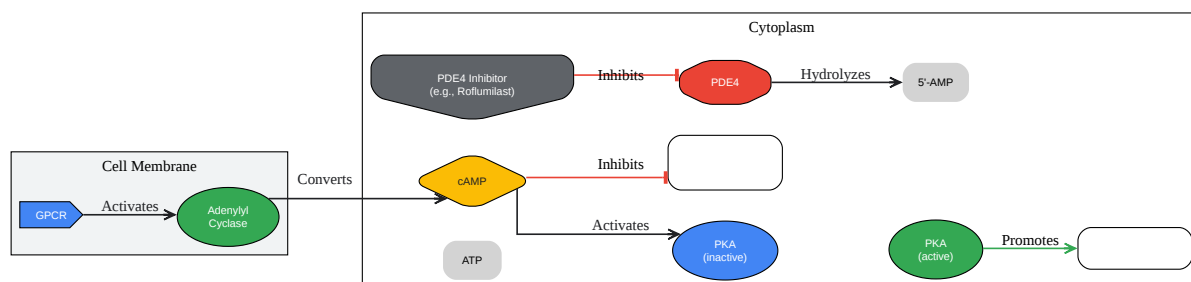 Cytoplasm
PDE4 Inhibitor
(e.g., Roflumilast)
Inhibits
PDE4
Hydrolyzes
5'-AMP
Cell Membrane
GPCR
Activates
Adenylyl
Cyclase
Converts
cAMP
Inhibits
Activates
PKA
(inactive)
PKA
(active)
Promotes
ATP